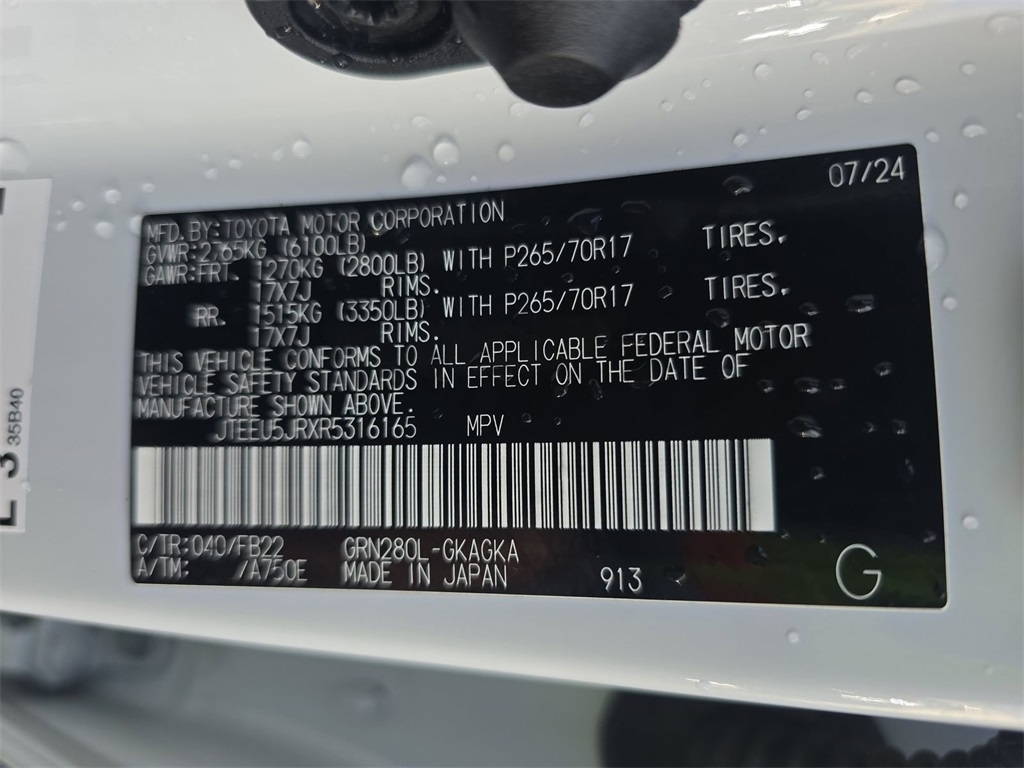 07/24
MFD. BY: TOYOTA MOTOR CORPORATION
GVWR: 2765KG (6100LB)
GAWR: FRT. 1270KG (2800LB) WITH P265/70R17 TIRES,
17X7J RIMS.
RR. 1515KG (3350LB) WITH P265/70R17 TIRES,
17X7J RIMS.
THIS VEHICLE CONFORMS TO ALL APPLICABLE FEDERAL MOTOR
VEHICLE SAFETY STANDARDS IN EFFECT ON THE DATE OF
MANUFACTURE SHOWN ABOVE.
JTEEU5JRXR5316165 MPV
C/TR: 040/FB22 GRN280L-GKAGKA
A/TM: /A750E MADE IN JAPAN 913
G
35B40